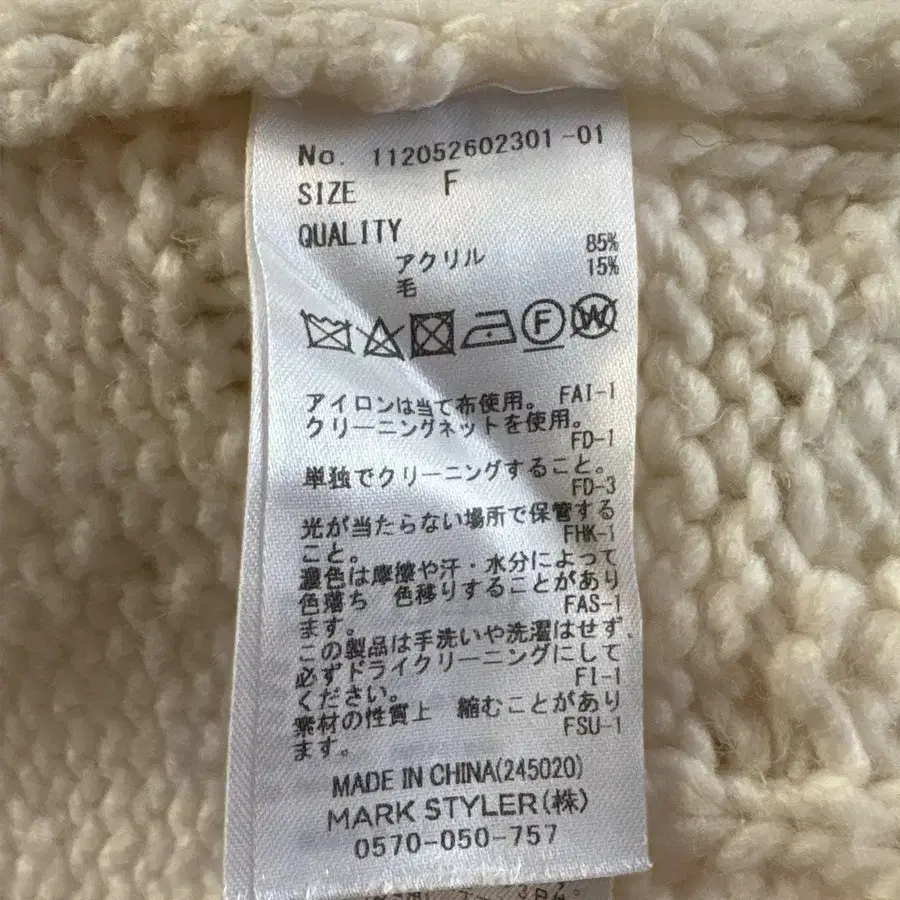 No. 112052602301-01
SIZE F
QUALITY
アクリル 85%
毛 15%
F W
アイロンは当て布使用。 FAI-1
クリーニングネットを使用。
FD-1
単独でクリーニングすること。
FD-3
光が当たらない場所で保管する
こと。 FHK-1
濃色は摩擦や汗・水分によって
色落ち 色移りすることがあり
ます。 FAS-1
この製品は手洗いや洗濯はせず、
必ずドライクリーニングにして
ください。 FI-1
素材の性質上 縮むことがあり
ます。 FSU-1
MADE IN CHINA(245020)
MARK STYLER(株)
0570-050-757